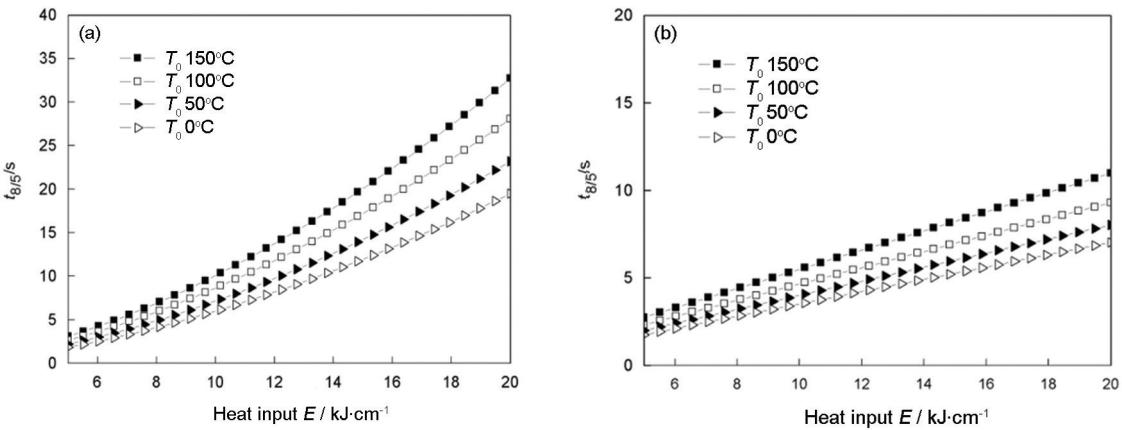 (a)
T0 150°C
T0 100°C
T0 50°C
T0 0°C
40
35
30
25
20
15
10
5
0
t8/5/s
6 8 10 12 14 16 18 20
Heat input E / kJ·cm-1
(b)
T0 150°C
T0 100°C
T0 50°C
T0 0°C
20
15
10
5
0
t8/5/s
6 8 10 12 14 16 18 20
Heat input E / kJ·cm-1